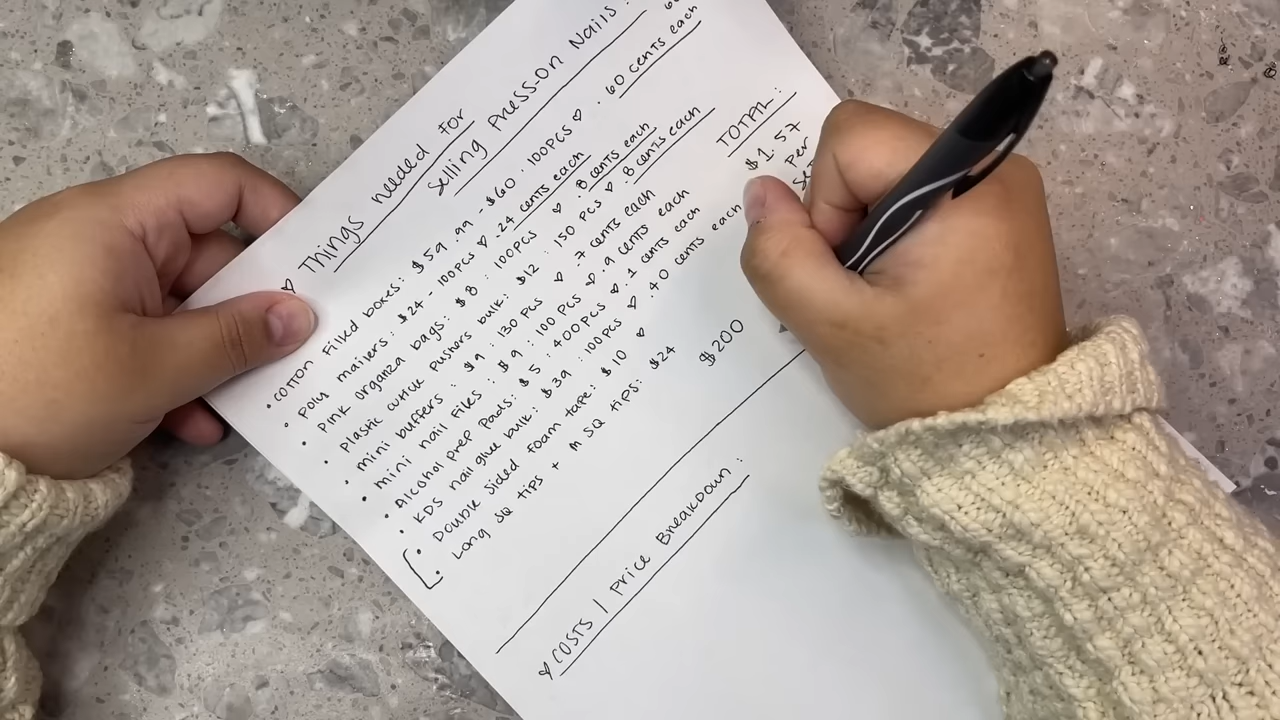 ♡ Things needed for
selling presson Nails:
• cotton Filled boxes: $59.99 - $60 . 100PCS ♡ . 60 cents each
• Poly mailers: $24 - 100PCS ♡ .24 cents each
• Pink organza bags: $8 : 100PCS ♡ .8 cents each
• Plastic cuticle pushers bulk: $12 : 150 PCS ♡ .8 cents each
• mini buffers : $9 : 130 PCS ♡ .7 cents each
• mini nail Files : $9 : 100 PCS ♡ .9 cents each
• Alcohol prep Pads: $5 : 400PCS ♡ .1 cents each
• KDS nail glue bulk: $39 : 100PCS ♡ .40 cents each
• Double sided foam tape: $10 ♡
• Long SQ tips + M SQ tips: $24
$200
TOTAL:
$1.57
Per
♡ COSTS / Price Breakdown :